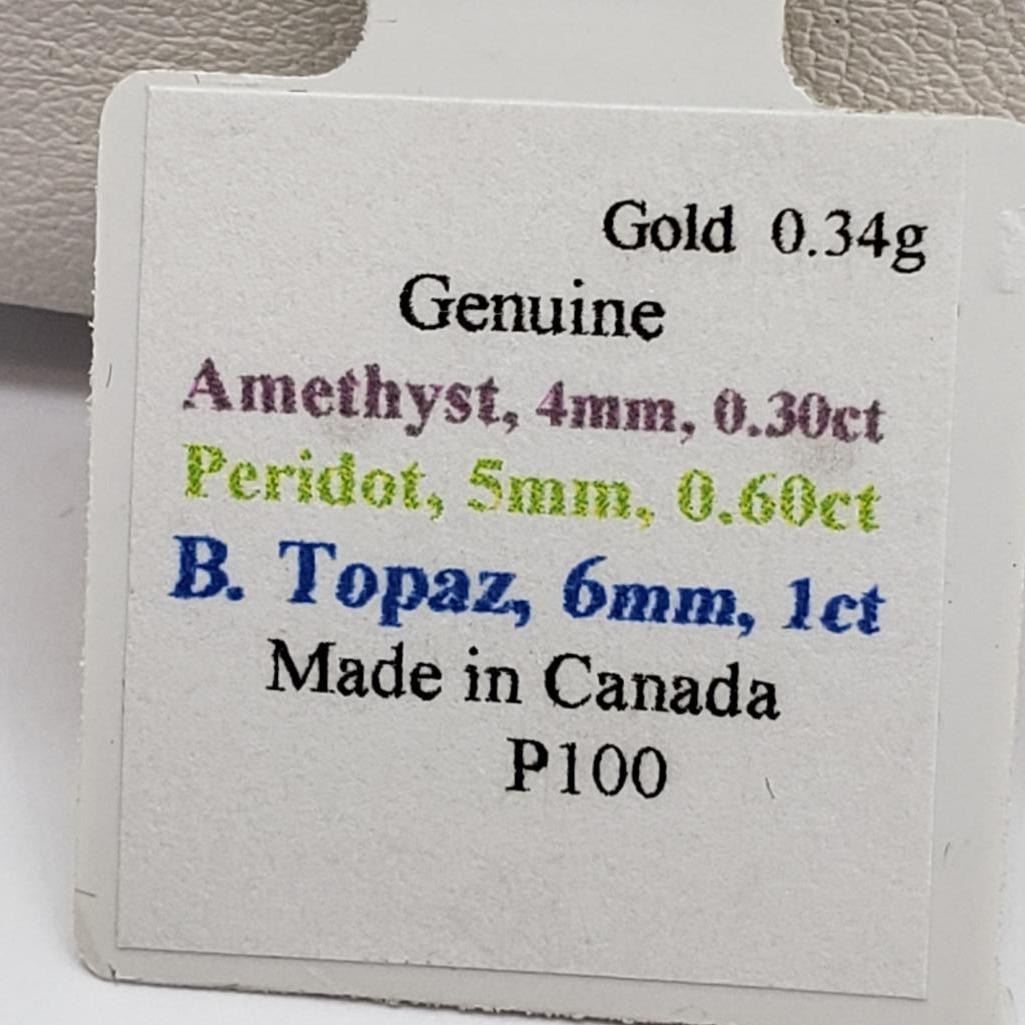 Gold 0.34g
Genuine
Amethyst, 4mm, 0.30ct
Peridot, 5mm, 0.60ct
B. Topaz, 6mm, 1ct
Made in Canada
P100